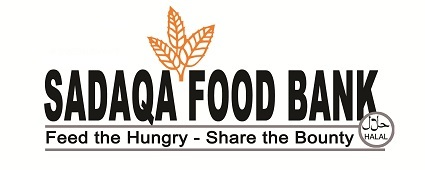 SADAQA FOOD BANK
Feed the Hungry - Share the Bounty
حلال
HALAL